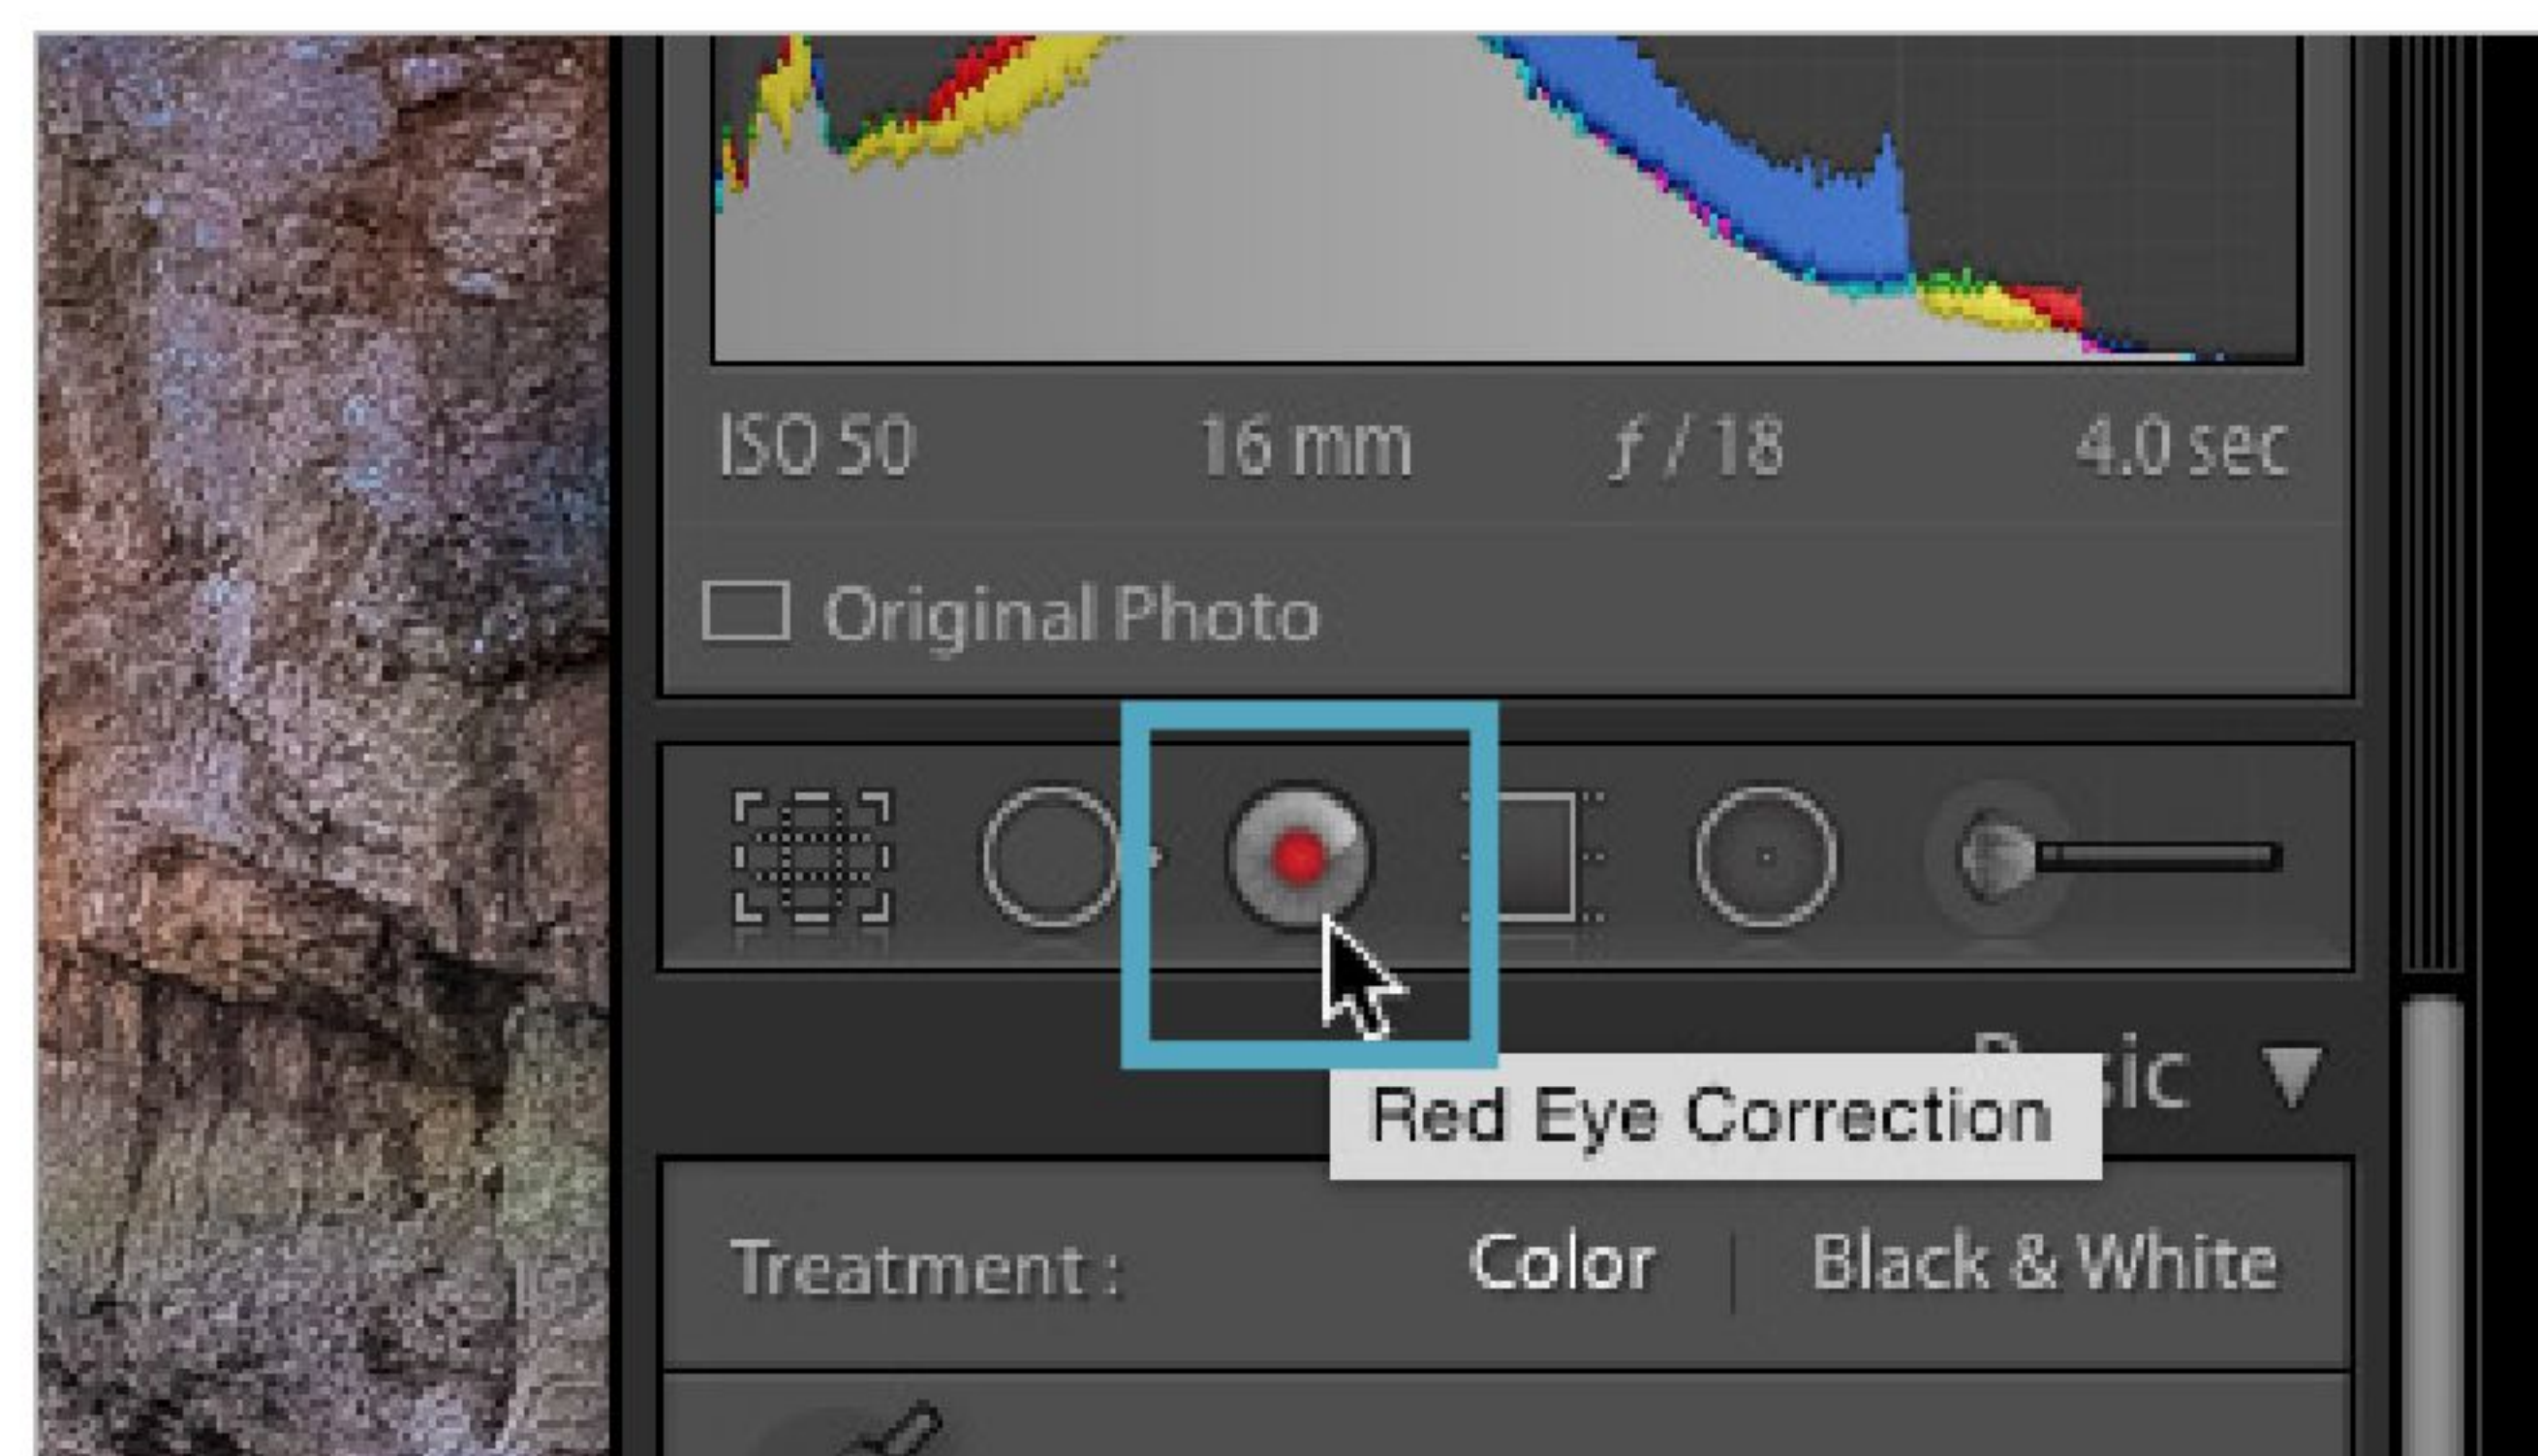 ISO 50 16 mm ƒ / 18 4.0 sec
Original Photo
Red Eye Correction
Treatment : Color | Black & White